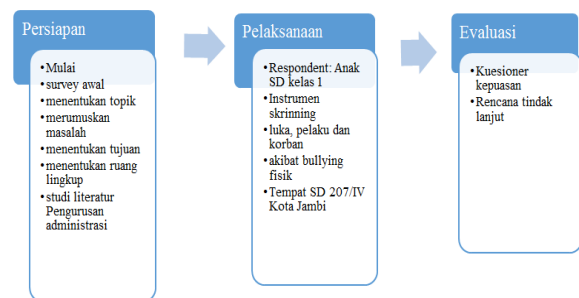 Persiapan
•Mulai
•survey awal
•menentukan topik
•merumuskan
masalah
•menentukan tujuan
•menentukan ruang
lingkup
•studi literatur
Pengurusan
administrasi
Pelaksanaan
•Respondent: Anak
SD kelas 1
•Instrumen
skrinning
•luka, pelaku dan
korban
•akibat bullying
fisik
•Tempat SD 207/IV
Kota Jambi
Evaluasi
•Kuesioner
kepuasan
•Rencana tindak
lanjut